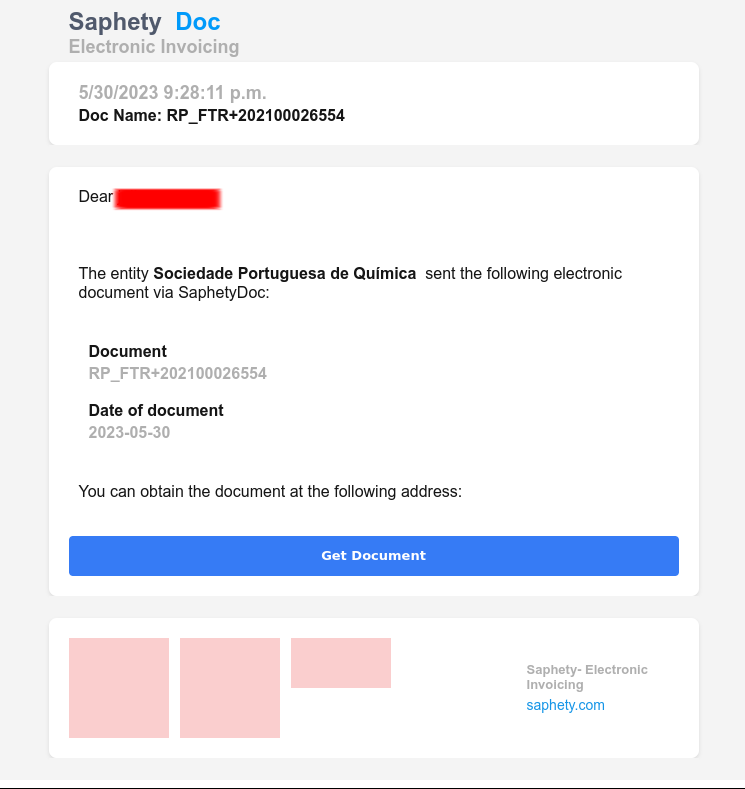 Saphety Doc
Electronic Invoicing
5/30/2023 9:28:11 p.m.
Doc Name: RP_FTR+202100026554
Dear
The entity Sociedade Portuguesa de Química sent the following electronic
document via SaphetyDoc:
Document
RP_FTR+202100026554
Date of document
2023-05-30
You can obtain the document at the following address:
Get Document
Saphety- Electronic
Invoicing
saphety.com